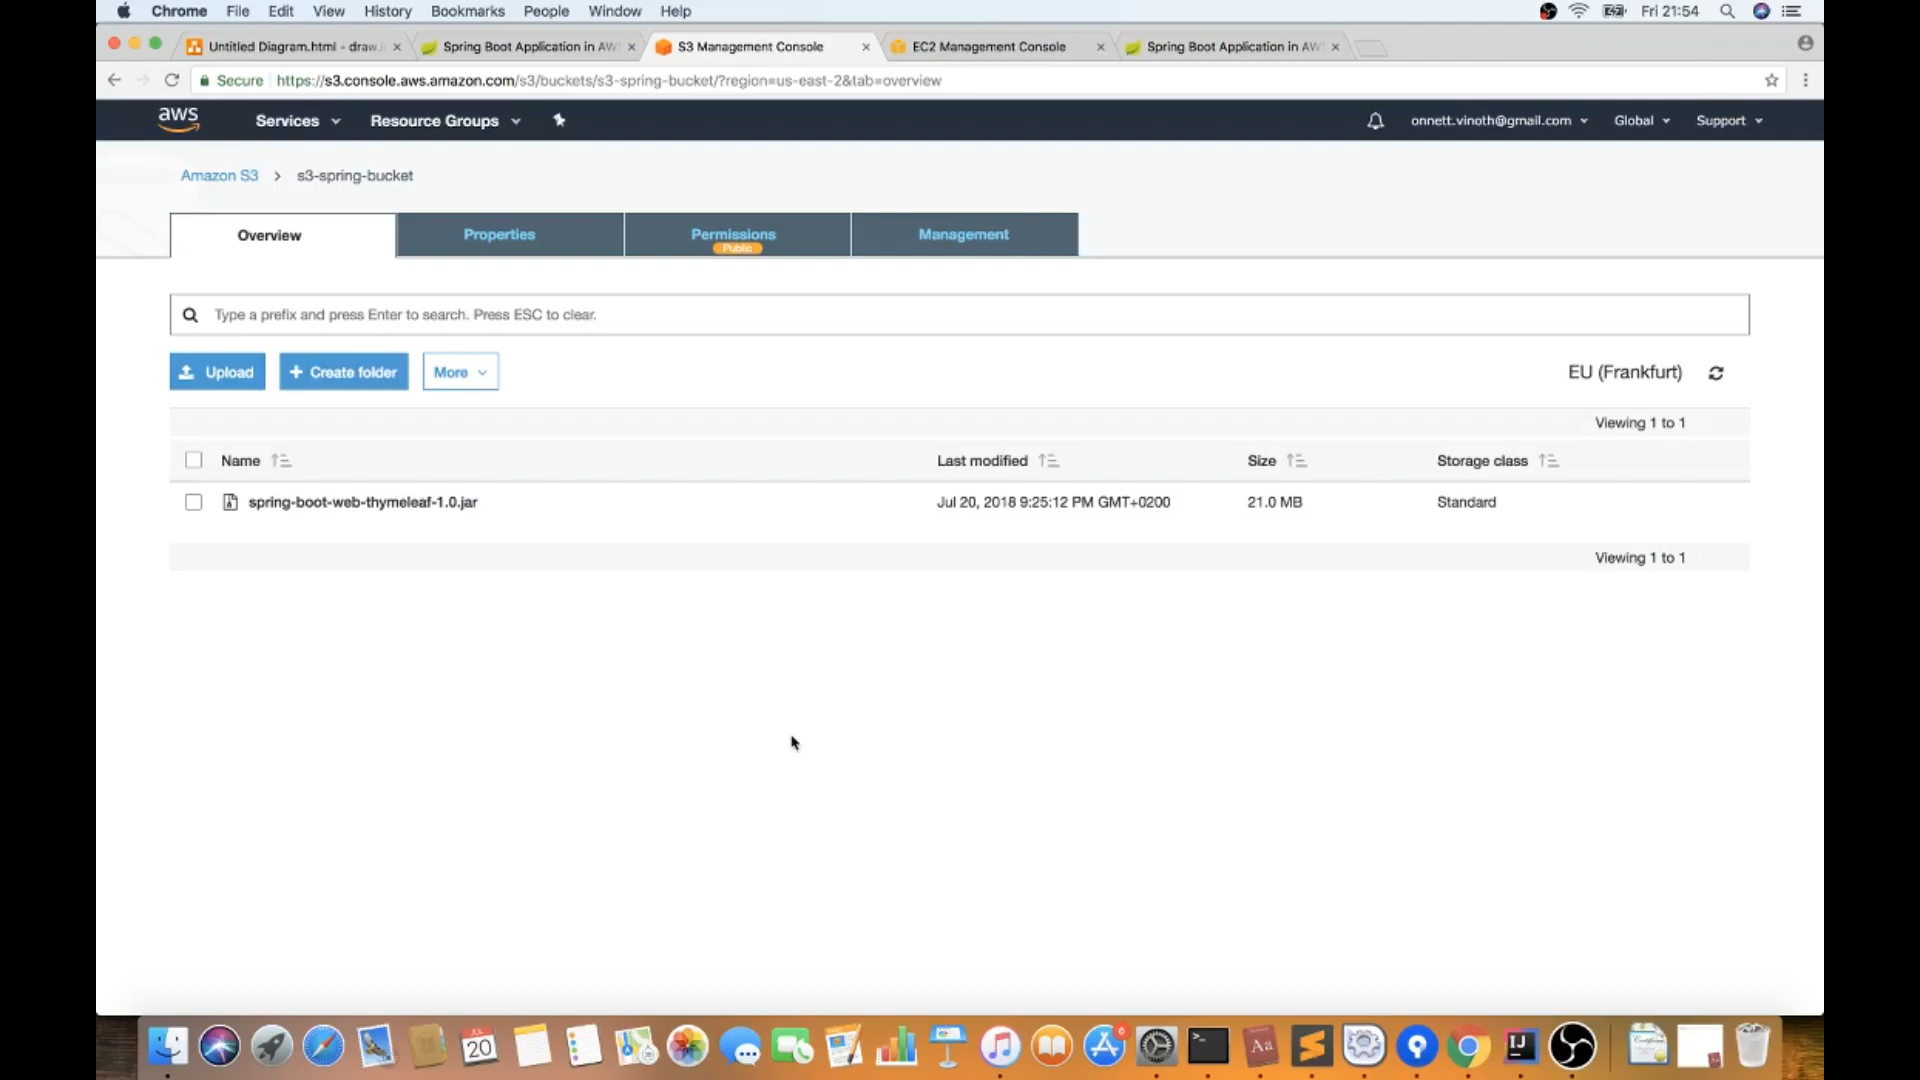 Chrome File Edit View History Bookmarks People Window Help Fri 21:54
Untitled Diagram.html - draw.i Spring Boot Application in AW S3 Management Console EC2 Management Console Spring Boot Application in AW
Secure https://s3.console.aws.amazon.com/s3/buckets/s3-spring-bucket/?region=us-east-2&tab=overview
aws Services Resource Groups onnett.vinoth@gmail.com Global Support
Amazon S3 > s3-spring-bucket
Overview Properties Permissions Management
Public
Type a prefix and press Enter to search. Press ESC to clear.
Upload + Create folder More EU (Frankfurt)
Viewing 1 to 1
Name Last modified Size Storage class
spring-boot-web-thymeleaf-1.0.jar Jul 20, 2018 9:25:12 PM GMT+0200 21.0 MB Standard
Viewing 1 to 1
JUL
20
6
Aa
IJ